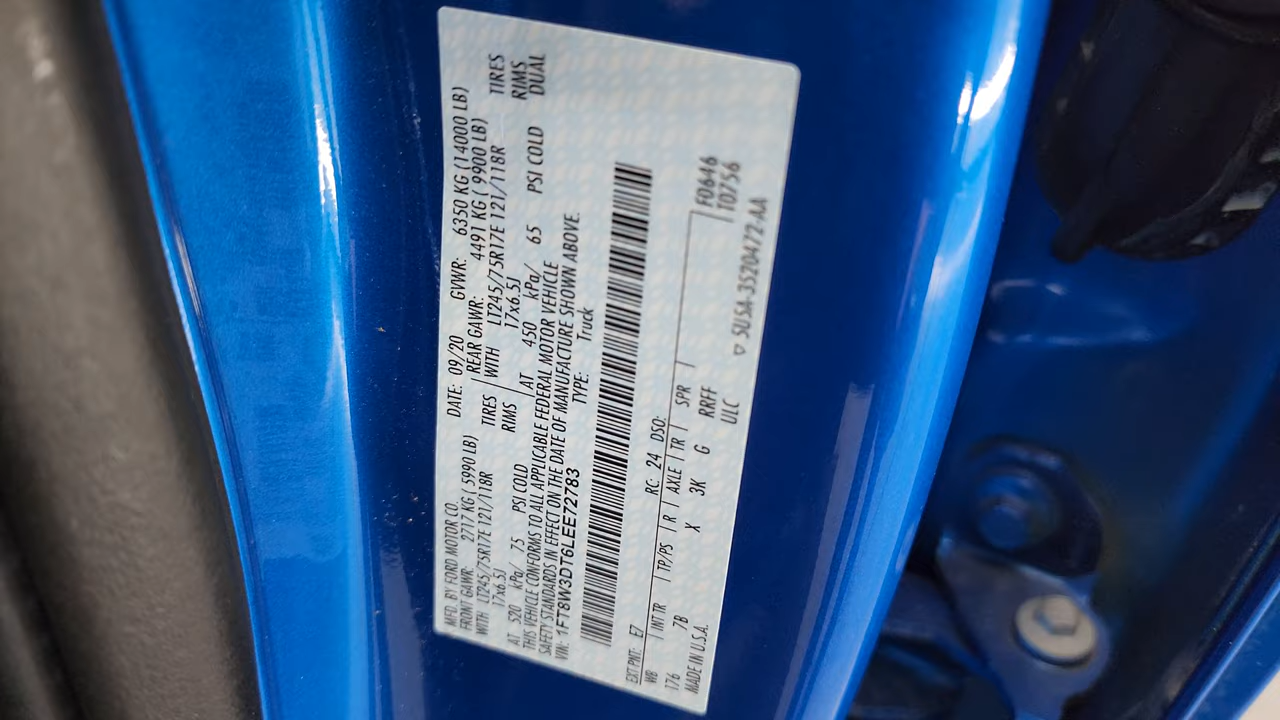 MFD. BY FORD MOTOR CO.
DATE: 09/20 GVWR: 6350 KG (14000 LB)
FRONT GAWR: 2717 KG ( 5990 LB) REAR GAWR: 4491 KG ( 9900 LB)
WITH LT245/75R17E 121/118R TIRES WITH LT245/75R17E 121/118R TIRES
17x6.5J RIMS 17x6.5J RIMS
AT 520 kPa/ 75 PSI COLD AT 450 kPa/ 65 PSI COLD DUAL
THIS VEHICLE CONFORMS TO ALL APPLICABLE FEDERAL MOTOR VEHICLE
SAFETY STANDARDS IN EFFECT ON THE DATE OF MANUFACTURE SHOWN ABOVE.
VIN: 1FT8W3DT6LEE72783 TYPE: Truck
EXT PNT: E7 RC: 24 DSO:
WB INT TR TP/PS R AXLE TR SPR F0646
176 7B X 3K G RRFF T0756
MADE IN U.S.A. ULC ▽ SU5A-3520472-AA